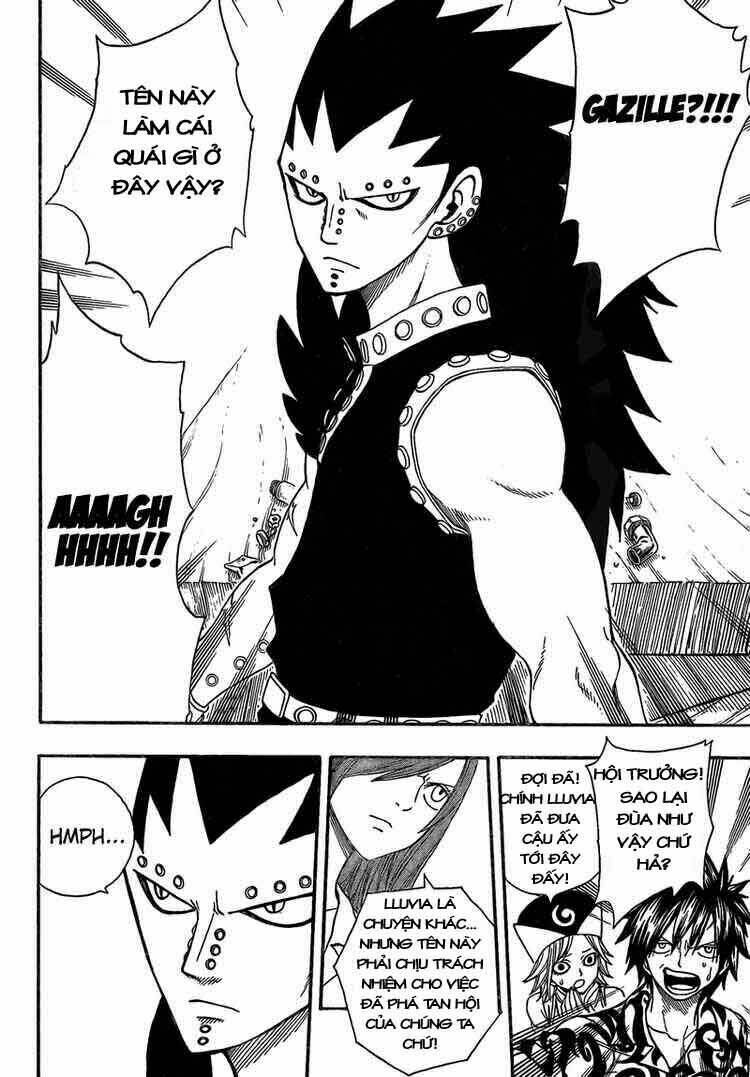 GAZILLE?!!!
TÊN NÀY
LÀM CÁI
QUÁI GÌ Ở
ĐÂY VẬY?
AAAAGH
HHHH!!
HỘI TRƯỞNG!
SAO LẠI
ĐÙA NHƯ
VẬY CHỨ
HẢ?
ĐỢI ĐÃ!
CHÍNH LLUVIA
ĐÃ ĐƯA
CẬU ẤY
TỚI ĐÂY
ĐẤY!
LLUVIA LÀ
CHUYỆN KHÁC...
NHƯNG TÊN NÀY
PHẢI CHỊU TRÁCH
NHIỆM CHO VIỆC
ĐÃ PHÁ TAN HỘI
CỦA CHÚNG TA
CHỨ!
HMPH...